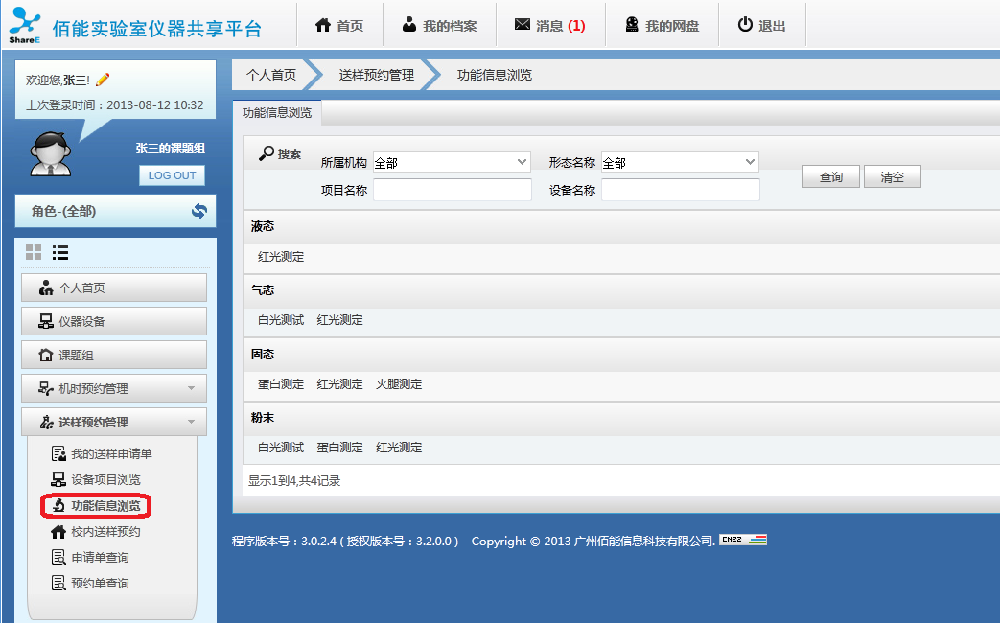 ShareE 佰能实验室仪器共享平台 首页 我的档案 消息 (1) 我的网盘 退出
欢迎您,张三!
上次登录时间：2013-08-12 10:32
张三的课题组
LOG OUT
角色-(全部)
个人首页
仪器设备
课题组
机时预约管理
送样预约管理
我的送样申请单
设备项目浏览
功能信息浏览
校内送样预约
申请单查询
预约单查询
个人首页 送样预约管理 功能信息浏览
功能信息浏览
搜索
所属机构 全部 形态名称 全部
项目名称 设备名称
查询 清空
液态
红光测定
气态
白光测试 红光测定
固态
蛋白测定 红光测定 火腿测定
粉末
白光测试 蛋白测定 红光测定
显示1到4,共4记录
程序版本号：3.0.2.4 ( 授权版本号：3.2.0.0 ) Copyright © 2013 广州佰能信息科技有限公司. CNZZ